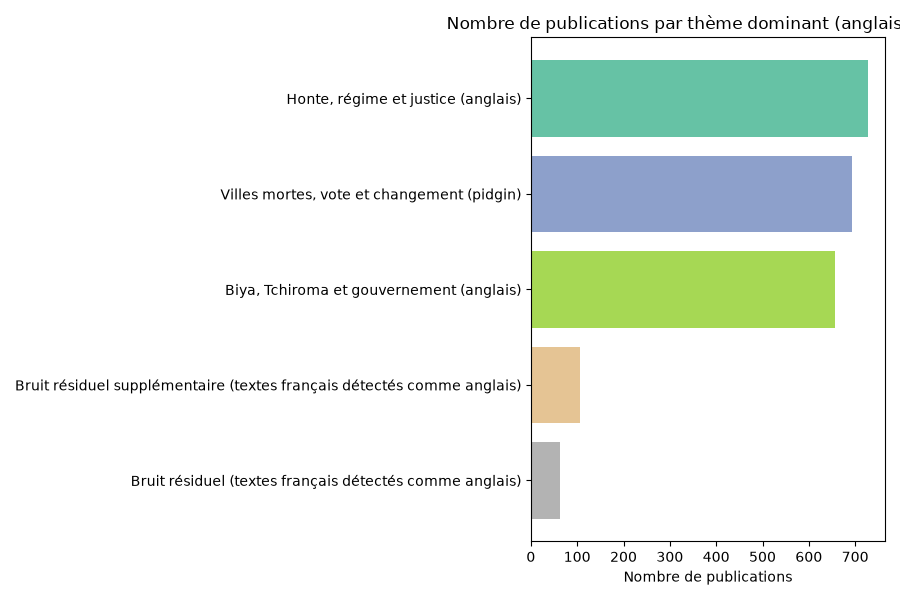 Nombre de publications par thème dominant (anglais
Honte, régime et justice (anglais)
Villes mortes, vote et changement (pidgin)
Biya, Tchiroma et gouvernement (anglais)
Bruit résiduel supplémentaire (textes français détectés comme anglais)
Bruit résiduel (textes français détectés comme anglais)
0 100 200 300 400 500 600 700
Nombre de publications